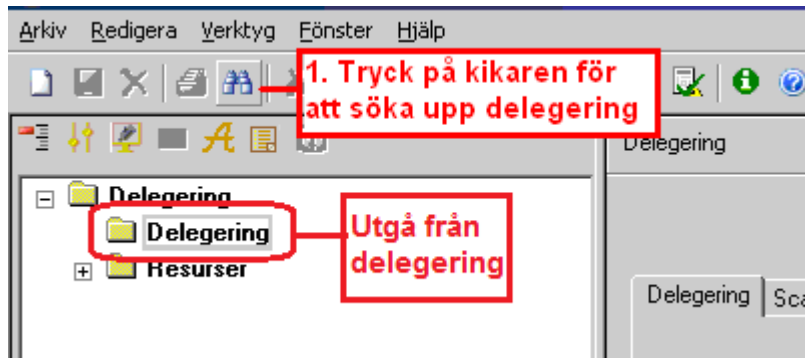 Arkiv Redigera Verktyg Fönster Hjälp
1. Tryck på kikaren för
att söka upp delegering
Delegering
Delegering
Delegering
Resurser
Utgå från
delegering
Delegering